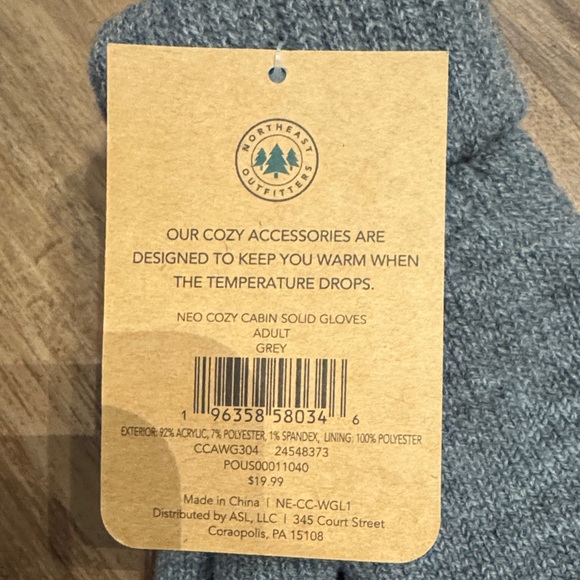 NORTHEAST
OUTFITTERS
OUR COZY ACCESSORIES ARE
DESIGNED TO KEEP YOU WARM WHEN
THE TEMPERATURE DROPS.
NEO COZY CABIN SOLID GLOVES
ADULT
GREY
1 96358 58034 6
EXTERIOR: 92% ACRYLIC, 7% POLYESTER, 1% SPANDEX, LINING: 100% POLYESTER
CCAWG304 24548373
POUS00011040
$19.99
Made in China | NE-CC-WGL1
Distributed by ASL, LLC | 345 Court Street
Coraopolis, PA 15108